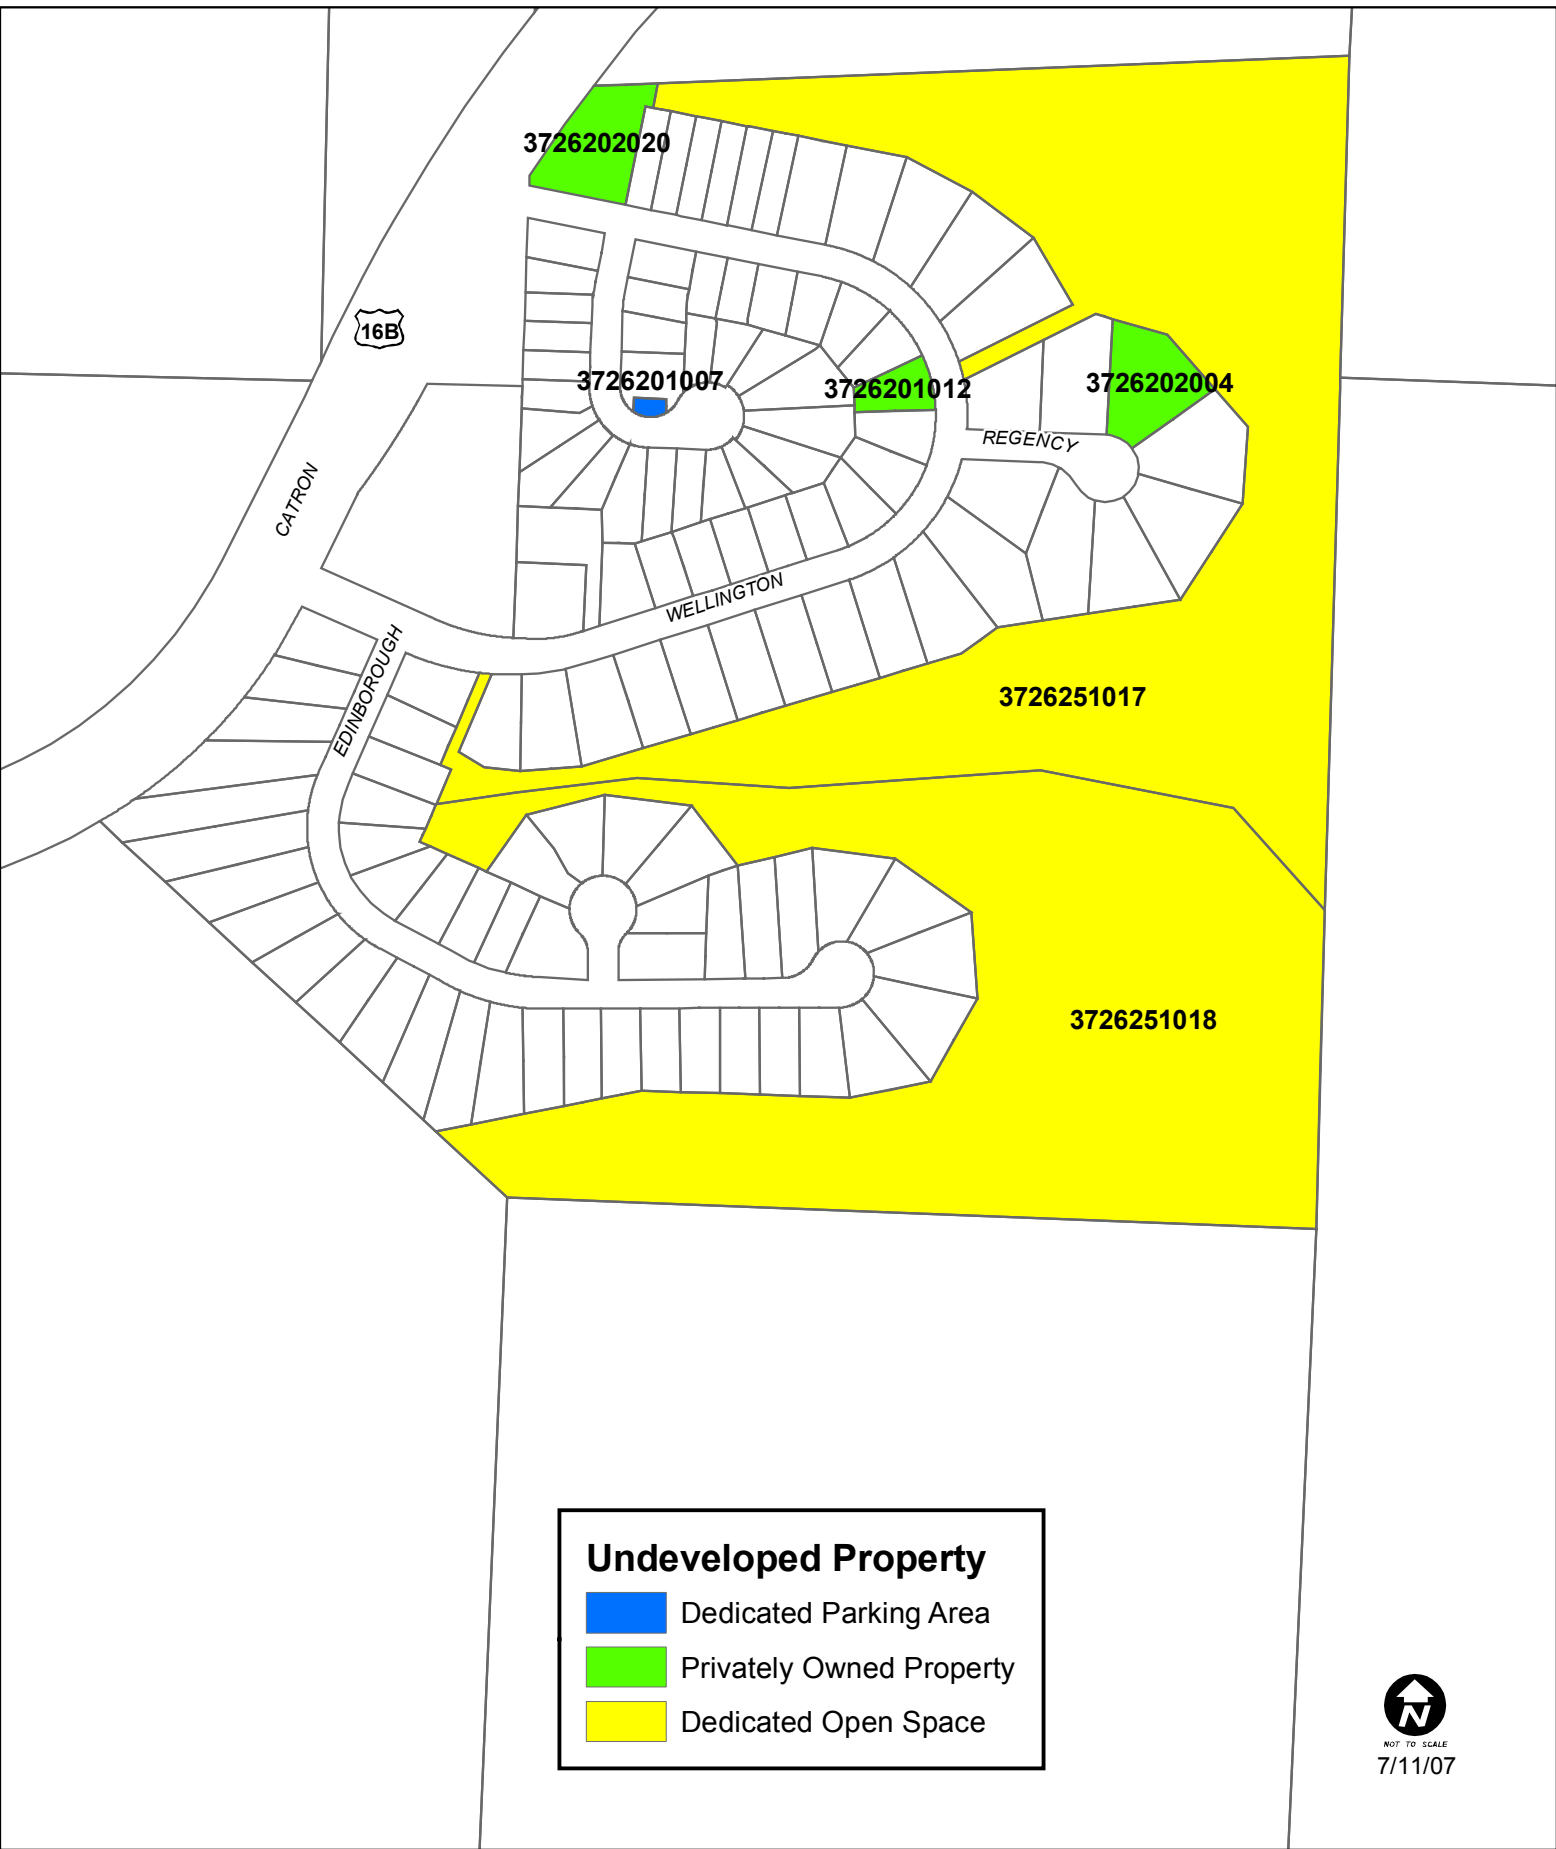 3726202020
16B
3726201007
3726201012
3726202004
REGENCY
CATRON
WELLINGTON
EDINBOROUGH
3726251017
3726251018
Undeveloped Property
Dedicated Parking Area
Privately Owned Property
Dedicated Open Space
N
NOT TO SCALE
7/11/07